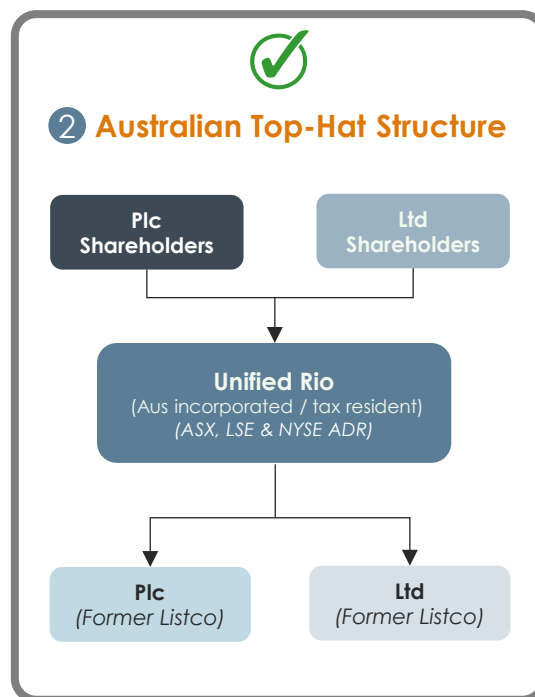 2 Australian Top-Hat Structure
Plc
Shareholders
Ltd
Shareholders
Unified Rio
(Aus incorporated / tax resident)
(ASX, LSE & NYSE ADR)
Plc
(Former Listco)
Ltd
(Former Listco)